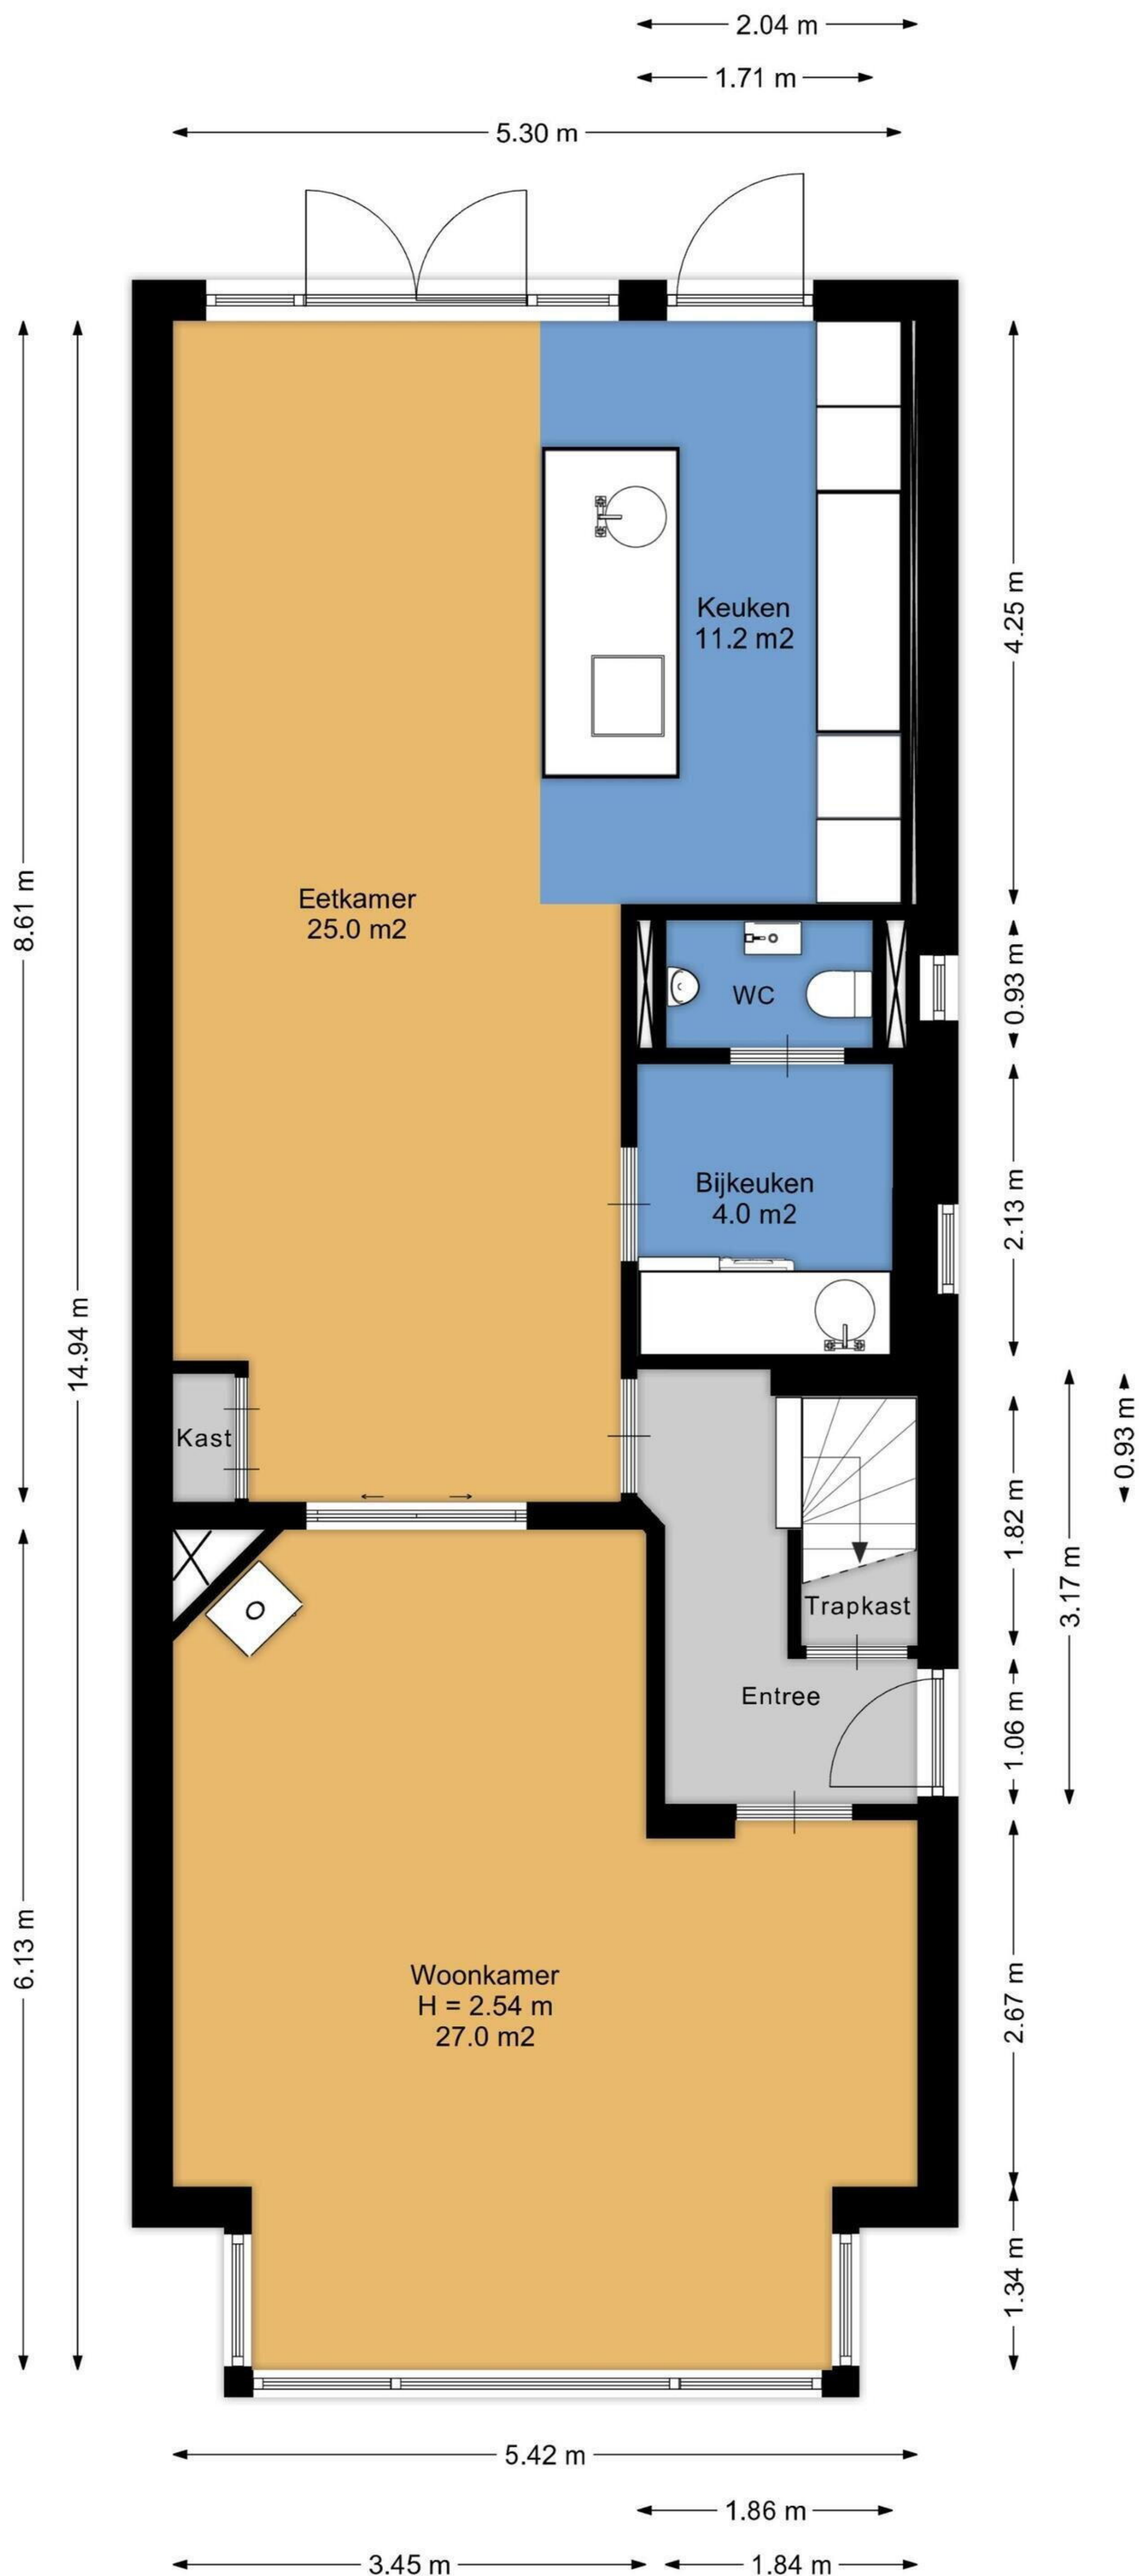 2.04 m
1.71 m
5.30 m
Keuken
11.2 m2
4.25 m
Eetkamer
25.0 m2
8.61 m
WC
0.93 m
Bijkeuken
4.0 m2
2.13 m
14.94 m
Kast
0.93 m
1.82 m
3.17 m
Trapkast
Entree
1.06 m
6.13 m
Woonkamer
H = 2.54 m
27.0 m2
2.67 m
1.34 m
5.42 m
1.86 m
3.45 m
1.84 m